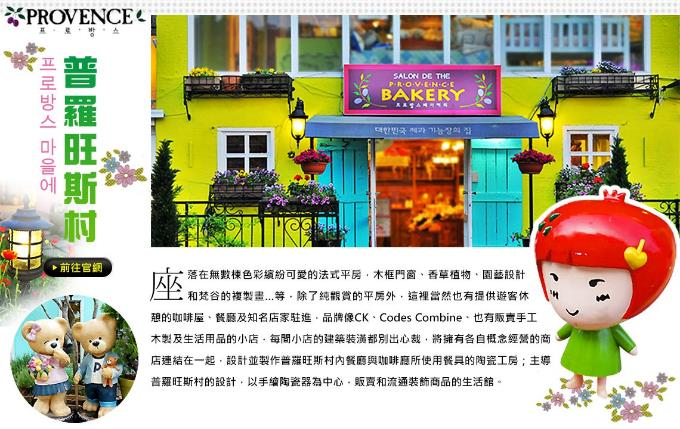 PROVENCE
프·로·방·스
프로방스 마을에
普羅旺斯村
前往官網
SALON DE THE
PROVENCE
BAKERY
프로방스베이커리
대한민국 제과 기능장의 집
座落在無數棟色彩繽紛可愛的法式平房，木框門窗、香草植物、園藝設計
和梵谷的複製畫...等，除了純觀賞的平房外，這裡當然也有提供遊客休
憩的咖啡屋、餐廳及知名店家駐進，品牌像CK、Codes Combine、也有販賣手工
木製及生活用品的小店，每間小店的建築裝潢都別出心裁，將擁有各自概念經營的商
店連結在一起，設計並製作普羅旺斯村內餐廳與咖啡廳所使用餐具的陶瓷工房；主導
普羅旺斯村的設計，以手繪陶瓷器為中心，販賣和流通裝飾商品的生活館。